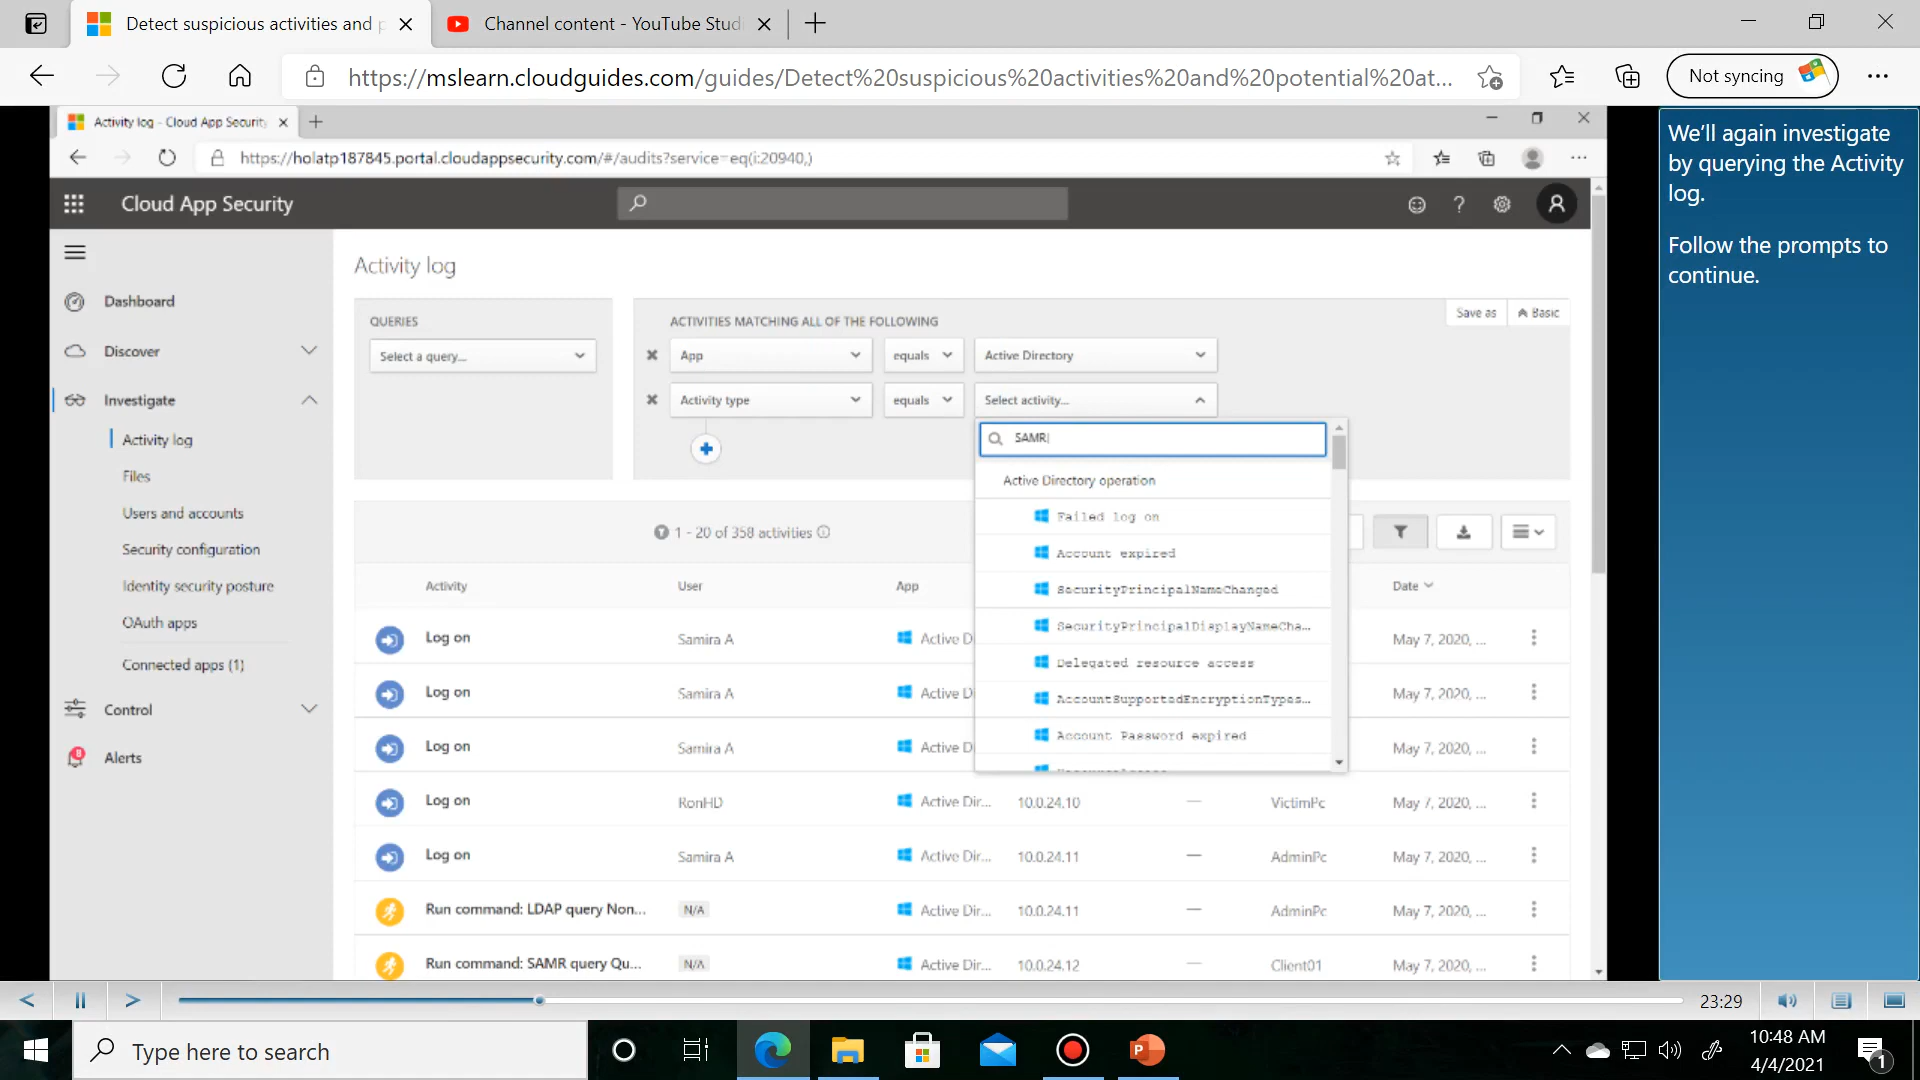 Detect suspicious activities and p
Channel content - YouTube Stud
https://mslearn.cloudguides.com/guides/Detect%20suspicious%20activities%20and%20potential%20at...
Not syncing
Activity log - Cloud App Security
https://holatp187845.portal.cloudappsecurity.com/#/audits?service=eq(i:20940,)
Cloud App Security
Dashboard
Discover
Investigate
Activity log
Files
Users and accounts
Security configuration
Identity security posture
OAuth apps
Connected apps (1)
Control
Alerts
Activity log
QUERIES
Select a query...
ACTIVITIES MATCHING ALL OF THE FOLLOWING
Save as
Basic
App
equals
Active Directory
Activity type
equals
Select activity...
SAMR
Active Directory operation
Failed log on
Account expired
SecurityPrincipalNameChanged
SecurityPrincipalDisplayNameCha...
Delegated resource access
AccountSupportedEncryptionTypes...
Account Password expired
1 - 20 of 358 activities
Activity User App Date
Log on Samira A Active D May 7, 2020, ...
Log on Samira A Active D May 7, 2020, ...
Log on Samira A Active D May 7, 2020, ...
Log on RonHD Active Dir... 10.0.24.10 — VictimPc May 7, 2020, ...
Log on Samira A Active Dir... 10.0.24.11 — AdminPc May 7, 2020, ...
Run command: LDAP query Non... N/A Active Dir... 10.0.24.11 — AdminPc May 7, 2020, ...
Run command: SAMR query Qu... N/A Active Dir... 10.0.24.12 — Client01 May 7, 2020, ...
We'll again investigate
by querying the Activity
log.
Follow the prompts to
continue.
23:29
Type here to search
10:48 AM
4/4/2021
1